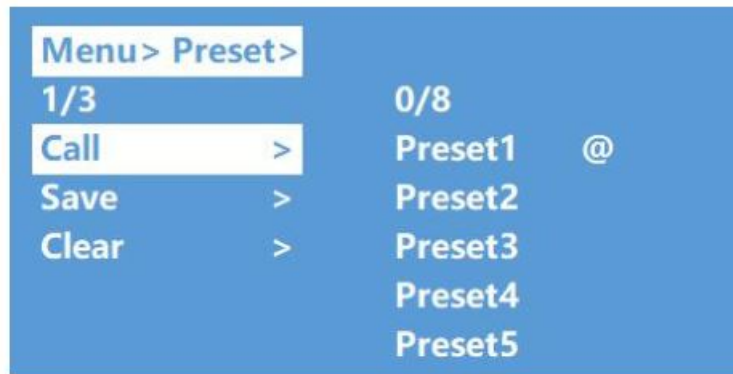 Menu> Preset>
1/3 0/8
Call > Preset1 @
Save > Preset2
Clear > Preset3
Preset4
Preset5